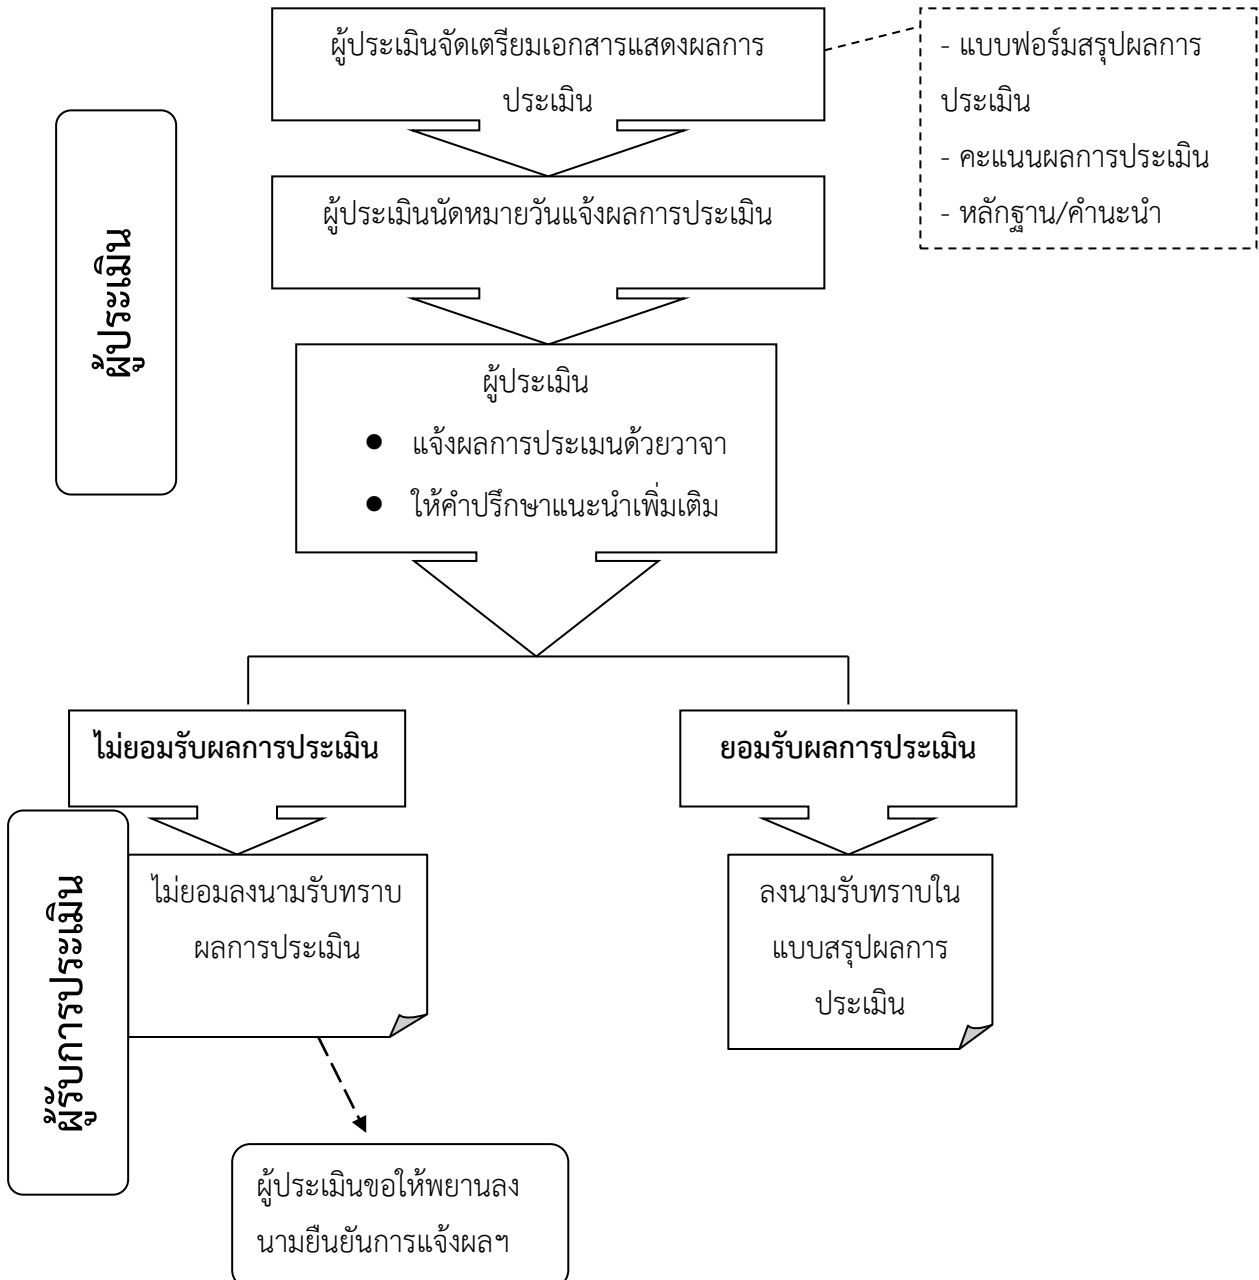 ผู้ประเมินจัดเตรียมเอกสารแสดงผลการ
ประเมิน
- แบบฟอร์มสรุปผลการ
ประเมิน
- คะแนนผลการประเมิน
- หลักฐาน/คำนะนำ
ผู้ประเมิน
ผู้ประเมินนัดหมายวันแจ้งผลการประเมิน
ผู้ประเมิน
● แจ้งผลการประเมนด้วยวาจา
● ให้คำปรึกษาแนะนำเพิ่มเติม
ไม่ยอมรับผลการประเมิน
ยอมรับผลการประเมิน
ผู้รับการประเมิน
ไม่ยอมลงนามรับทราบ
ผลการประเมิน
ลงนามรับทราบใน
แบบสรุปผลการ
ประเมิน
ผู้ประเมินขอให้พยานลง
นามยืนยันการแจ้งผลฯ